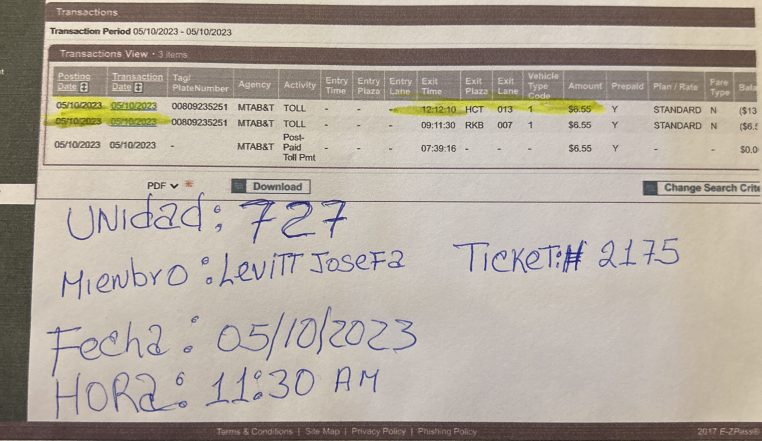 Transactions
Transaction Period 05/10/2023 - 05/10/2023
Transactions View • 3 items
Posting Date Transaction Date Tag/ PlateNumber Agency Activity Entry Time Entry Plaza Entry Lane Exit Time Exit Plaza Exit Lane Vehicle Type Code Amount Prepaid Plan / Rate Fare Type Bala
05/10/2023 05/10/2023 00809235251 MTAB&T TOLL - - - 12:12:10 HCT 013 1 $6.55 Y STANDARD N ($13
05/10/2023 05/10/2023 00809235251 MTAB&T TOLL - - - 09:11:30 RKB 007 1 $6.55 Y STANDARD N ($6.5
05/10/2023 05/10/2023 - MTAB&T Post-Paid Toll Pmt - - - 07:39:16 - - - $6.55 Y - - $0.0
PDF Download Change Search Crite
UNidad: 727
MieNbRO: LeviTT JoseFa TicKeT:# 2175
Fecha: 05/10/2023
HORa: 11:30 AM
Terms & Conditions | Site Map | Privacy Policy | Phishing Policy 2017 E-ZPass®